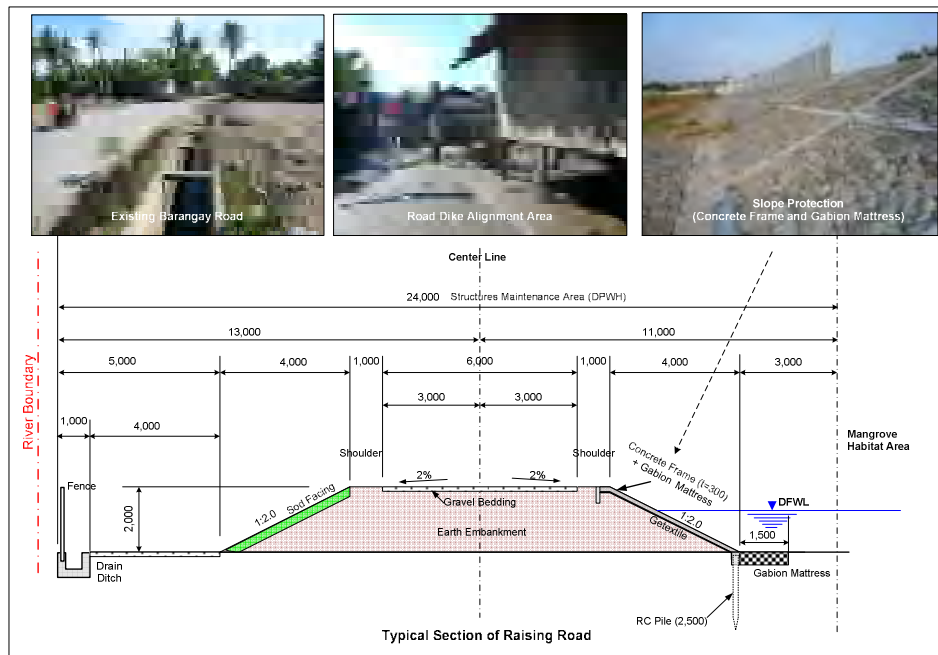 Existing Barangay Road
Road Dike Alignment Area
Slope Protection
(Concrete Frame and Gabion Mattress)
Center Line
24,000 Structures Maintenance Area (DPWH)
13,000
11,000
5,000
4,000
1,000
6,000
1,000
4,000
3,000
3,000
3,000
1,000
4,000
River Boundary
Mangrove
Habitat Area
Shoulder
Shoulder
Fence
2%
2%
Concrete Frame (t=300)
+ Gabion Mattress
Gravel Bedding
DFWL
1:2.0
Sod Facing
2,000
1:2.0
Getextile
Earth Embankment
1,500
Drain
Ditch
Gabion Mattress
RC Pile (2,500)
Typical Section of Raising Road